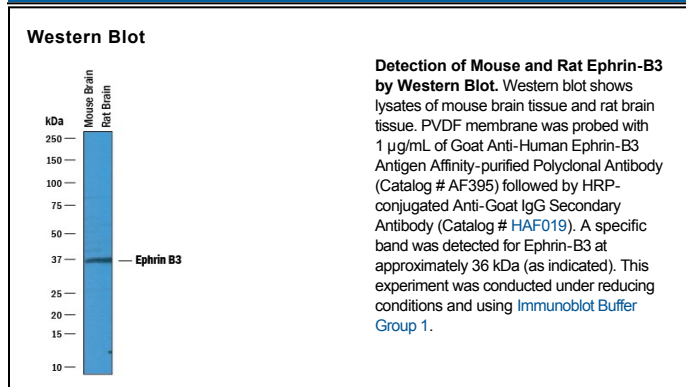 Western Blot
Mouse Brain
Rat Brain
kDa
250
150
100
75
50
37
25
20
15
10
Ephrin B3
Detection of Mouse and Rat Ephrin-B3
by Western Blot. Western blot shows
lysates of mouse brain tissue and rat brain
tissue. PVDF membrane was probed with
1 µg/mL of Goat Anti-Human Ephrin-B3
Antigen Affinity-purified Polyclonal Antibody
(Catalog # AF395) followed by HRP-
conjugated Anti-Goat IgG Secondary
Antibody (Catalog # HAF019). A specific
band was detected for Ephrin-B3 at
approximately 36 kDa (as indicated). This
experiment was conducted under reducing
conditions and using Immunoblot Buffer
Group 1.